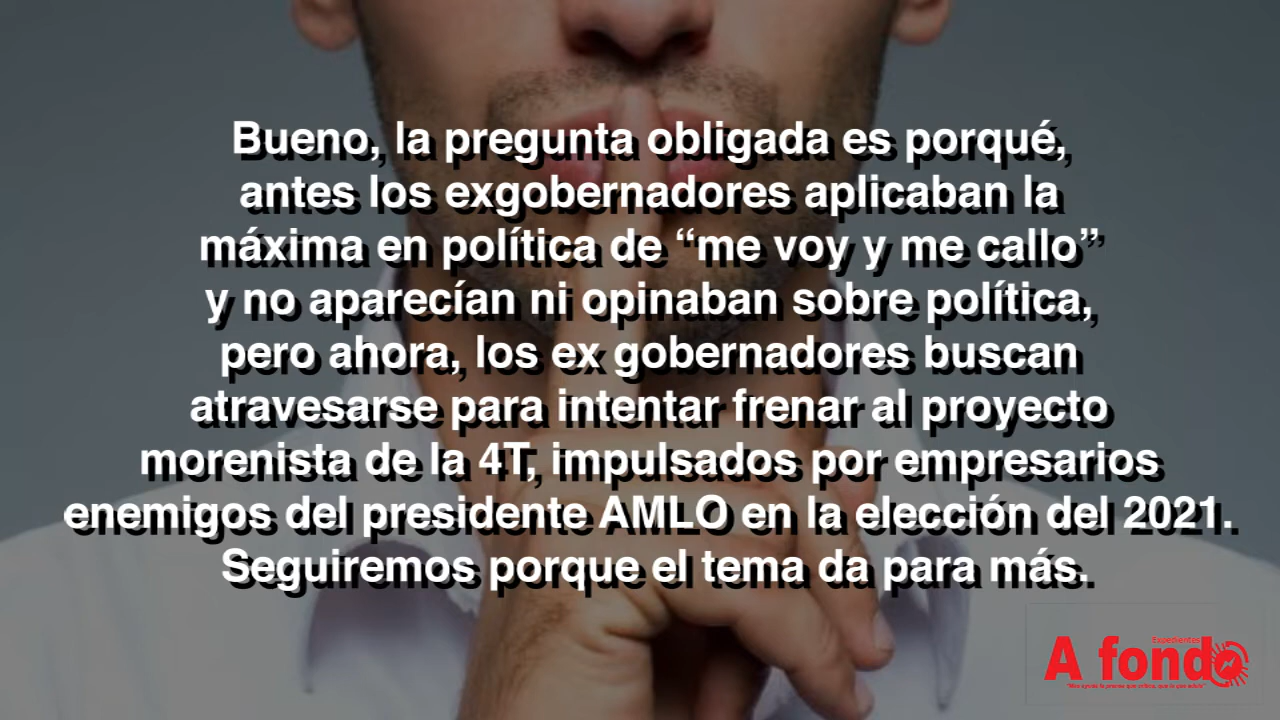 Bueno, la pregunta obligada es porqué,
antes los exgobernadores aplicaban la
máxima en política de “me voy y me callo”
y no aparecían ni opinaban sobre política,
pero ahora, los ex gobernadores buscan
atravesarse para intentar frenar al proyecto
morenista de la 4T, impulsados por empresarios
enemigos del presidente AMLO en la elección del 2021.
Seguiremos porque el tema da para más.
Expedientes
A fondo